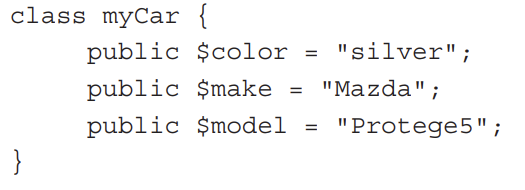 class myCar {
     public $color = "silver";
     public $make = "Mazda";
     public $model = "Protege5";
}